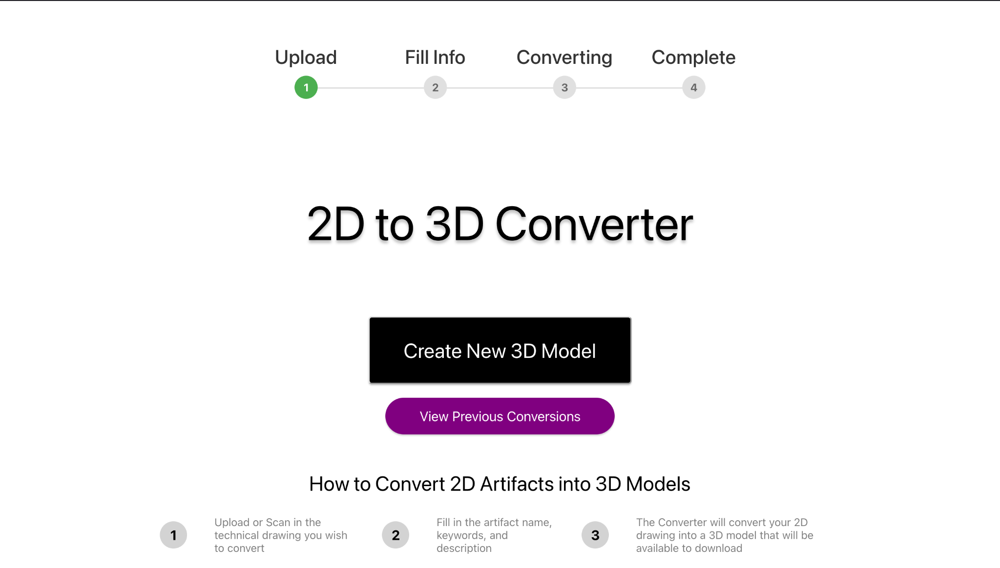 Upload Fill Info Converting Complete
1 2 3 4
2D to 3D Converter
Create New 3D Model
View Previous Conversions
How to Convert 2D Artifacts into 3D Models
1
Upload or Scan in the
technical drawing you wish
to convert
2
Fill in the artifact name,
keywords, and
description
3
The Converter will convert your 2D
drawing into a 3D model that will be
available to download